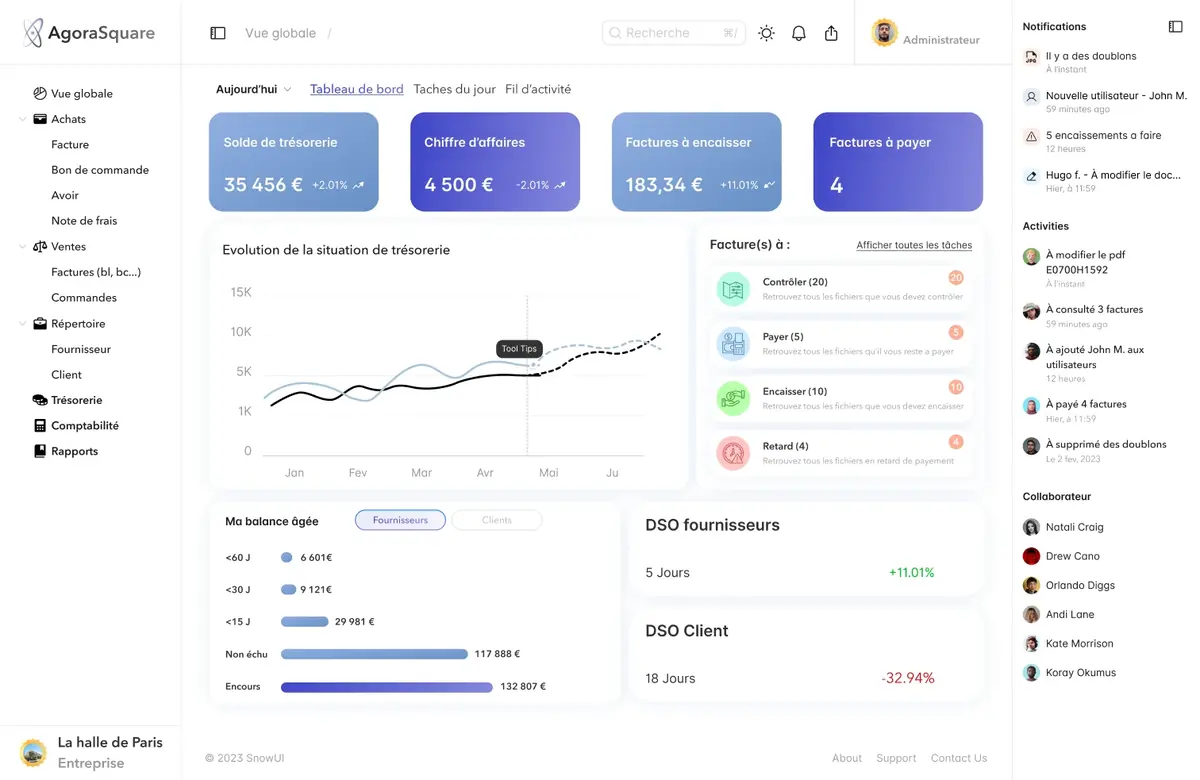 AgoraSquare
Vue globale /
Recherche ⌘/
Administrateur
Vue globale
Achats
Facture
Bon de commande
Avoir
Note de frais
Ventes
Factures (bl, bc...)
Commandes
Répertoire
Fournisseur
Client
Trésorerie
Comptabilité
Rapports
La halle de Paris
Entreprise
Aujourd'hui Tableau de bord Taches du jour Fil d'activité
Solde de trésorerie
35 456 € +2.01%
Chiffre d'affaires
4 500 € -2.01%
Factures à encaisser
183,34 € +11.01%
Factures à payer
4
Evolution de la situation de trésorerie
15K
10K
5K
1K
0
Tool Tips
Jan Fev Mar Avr Mai Ju
Facture(s) à : Afficher toutes les tâches
Contrôler (20) 20
Retrouvez tous les fichiers que vous devez contrôler
Payer (5) 5
Retrouvez tous les fichiers qu'il vous reste a payer
Encaisser (10) 10
Retrouvez tous les fichiers que vous devez encaisser
Retard (4) 4
Retrouvez tous les fichiers en retard de payement
Ma balance âgée Fournisseurs Clients
<60 J 6 601€
<30 J 9 121€
<15 J 29 981 €
Non échu 117 888 €
Encours 132 807 €
DSO fournisseurs
5 Jours +11.01%
DSO Client
18 Jours -32.94%
© 2023 SnowUI
About Support Contact Us
Notifications
JPG
Il y a des doublons
À l'instant
Nouvelle utilisateur - John M.
59 minutes ago
5 encaissements a faire
12 heures
Hugo f. - À modifier le doc...
Hier, à 11:59
Activities
À modifier le pdf
E0700H1592
À l'instant
À consulté 3 factures
59 minutes ago
À ajouté John M. aux
utilisateurs
12 heures
À payé 4 factures
Hier, à 11:59
À supprimé des doublons
Le 2 fev, 2023
Collaborateur
Natali Craig
Drew Cano
Orlando Diggs
Andi Lane
Kate Morrison
Koray Okumus